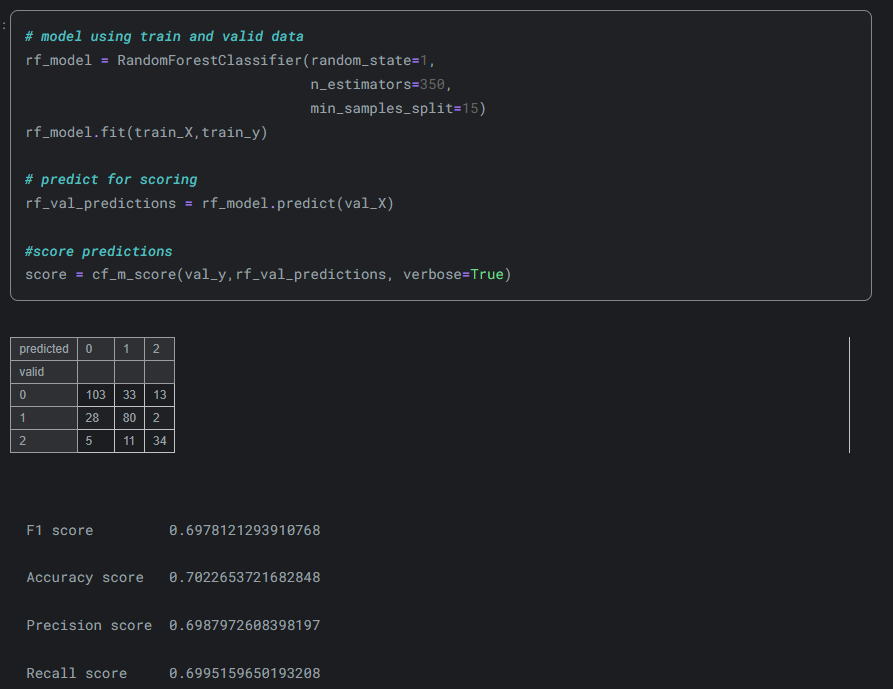 :
# model using train and valid data
rf_model = RandomForestClassifier(random_state=1,
n_estimators=350,
min_samples_split=15)
rf_model.fit(train_X,train_y)
# predict for scoring
rf_val_predictions = rf_model.predict(val_X)
#score predictions
score = cf_m_score(val_y,rf_val_predictions, verbose=True)
predicted 0 1 2
valid
0 103 33 13
1 28 80 2
2 5 11 34
F1 score 0.6978121293910768
Accuracy score 0.7022653721682848
Precision score 0.6987972608398197
Recall score 0.6995159650193208